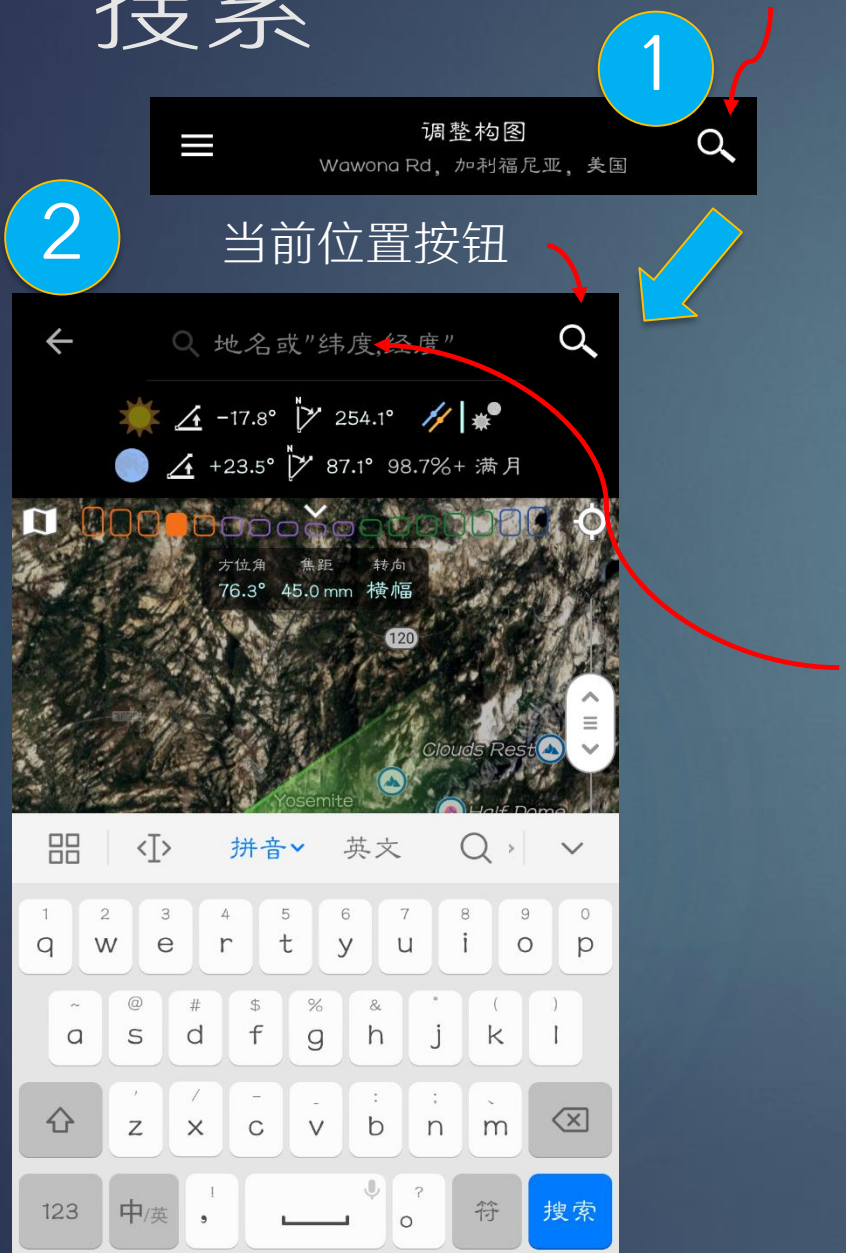 搜索
1
调整构图
Wawona Rd，加利福尼亚，美国
2
当前位置按钮
地名或"纬度,经度"
N
-17.8° 254.1°
N
+23.5° 87.1° 98.7%+ 满月
方位角 焦距 转向
76.3° 45.0 mm 横幅
120
Clouds Rest
Yosemite
Half Dome
拼音 英文
1 2 3 4 5 6 7 8 9 0
q w e r t y u i o p
~ @ # $ % & * ( )
a s d f g h j k l
' / - _ : ; 、
z x c v b n m
! ?
123 中/英 ， 。 符 搜索